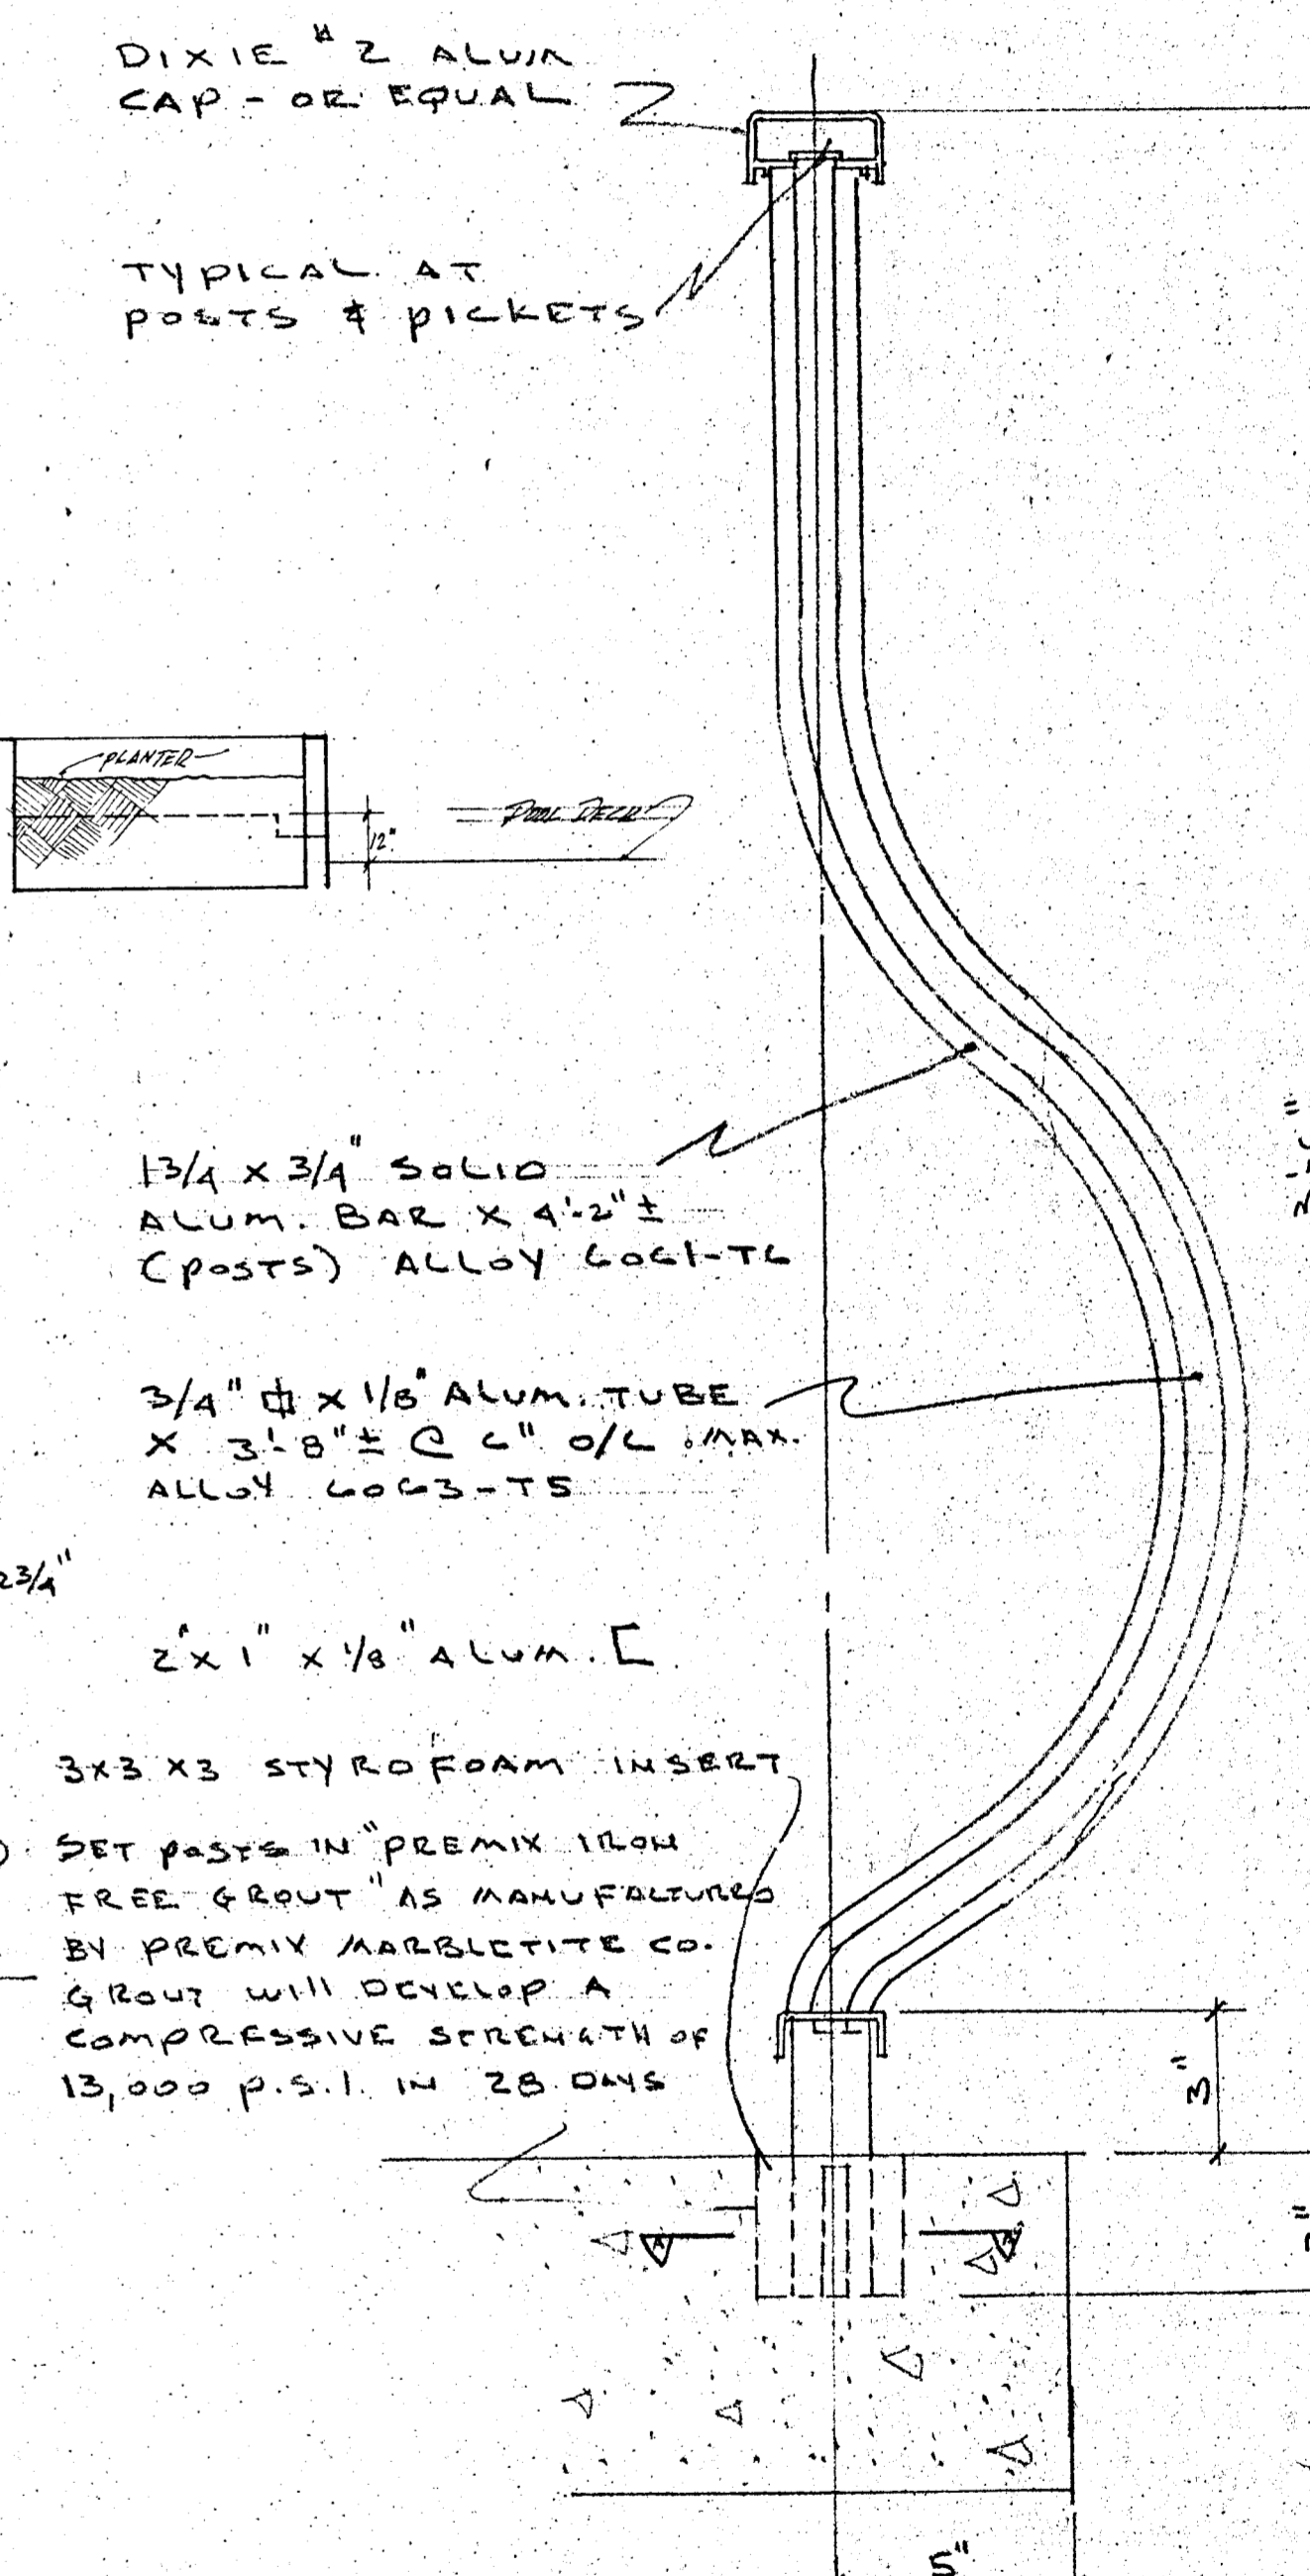 DIXIE #2 ALUM
CAP - OR EQUAL
TYPICAL AT
POSTS & PICKETS
PLANTER
12"
POOL DECK
1 3/4 X 3/4" SOLID
ALUM. BAR X 4'-2" ±
(POSTS) ALLOY 6061-T6
3/4" X 1/8" ALUM. TUBE
X 3'-8" ± @ 6" O/C MAX.
ALLOY 6063-T5
2 3/4"
2" X 1" X 1/8" ALUM. [
3X3X3 STYROFOAM INSERT
SET POSTS IN "PREMIX IRON
FREE GROUT" AS MANUFACTURED
BY PREMIX MARBLETITE CO.
GROUT WILL DEVELOP A
COMPRESSIVE STRENGTH OF
13,000 P.S.I. IN 28 DAYS
3"
5"